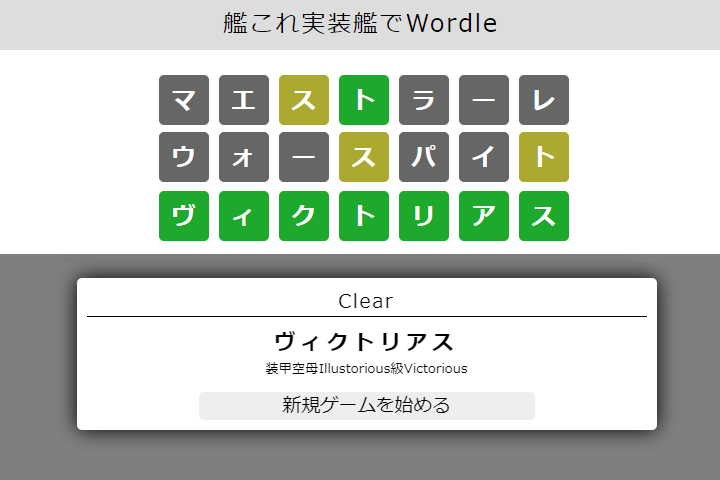 艦これ実装艦でWordle
マエストラーレ
ウォースパイト
ヴィクトリアス
Clear
ヴィクトリアス
装甲空母Illustorious級Victorious
新規ゲームを始める